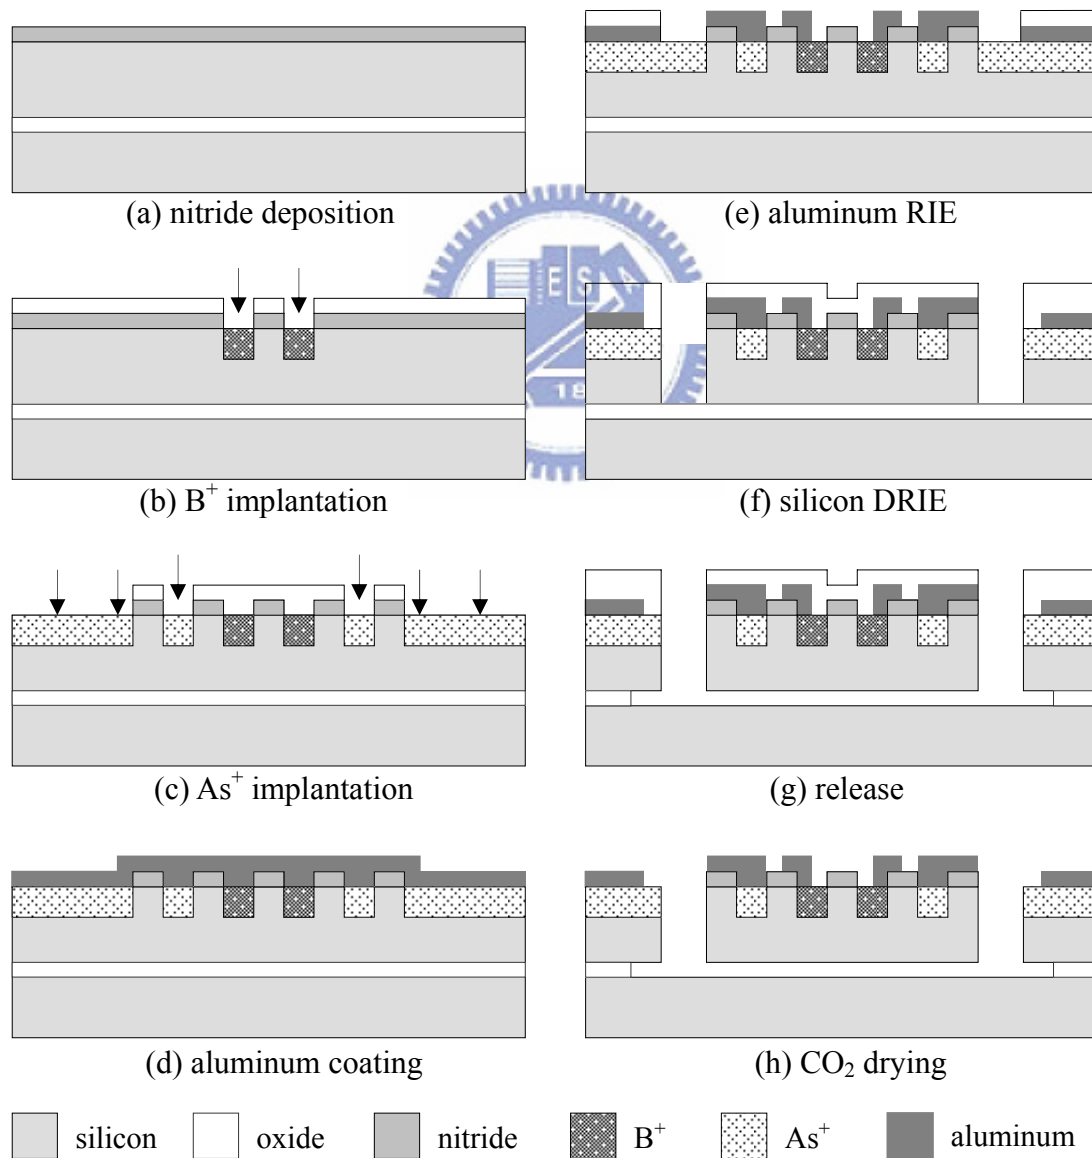 (a) nitride deposition
(e) aluminum RIE
E S A
18
(b) B⁺ implantation
(f) silicon DRIE
(c) As⁺ implantation
(g) release
(d) aluminum coating
(h) CO₂ drying
silicon
oxide
nitride
B⁺
As⁺
aluminum